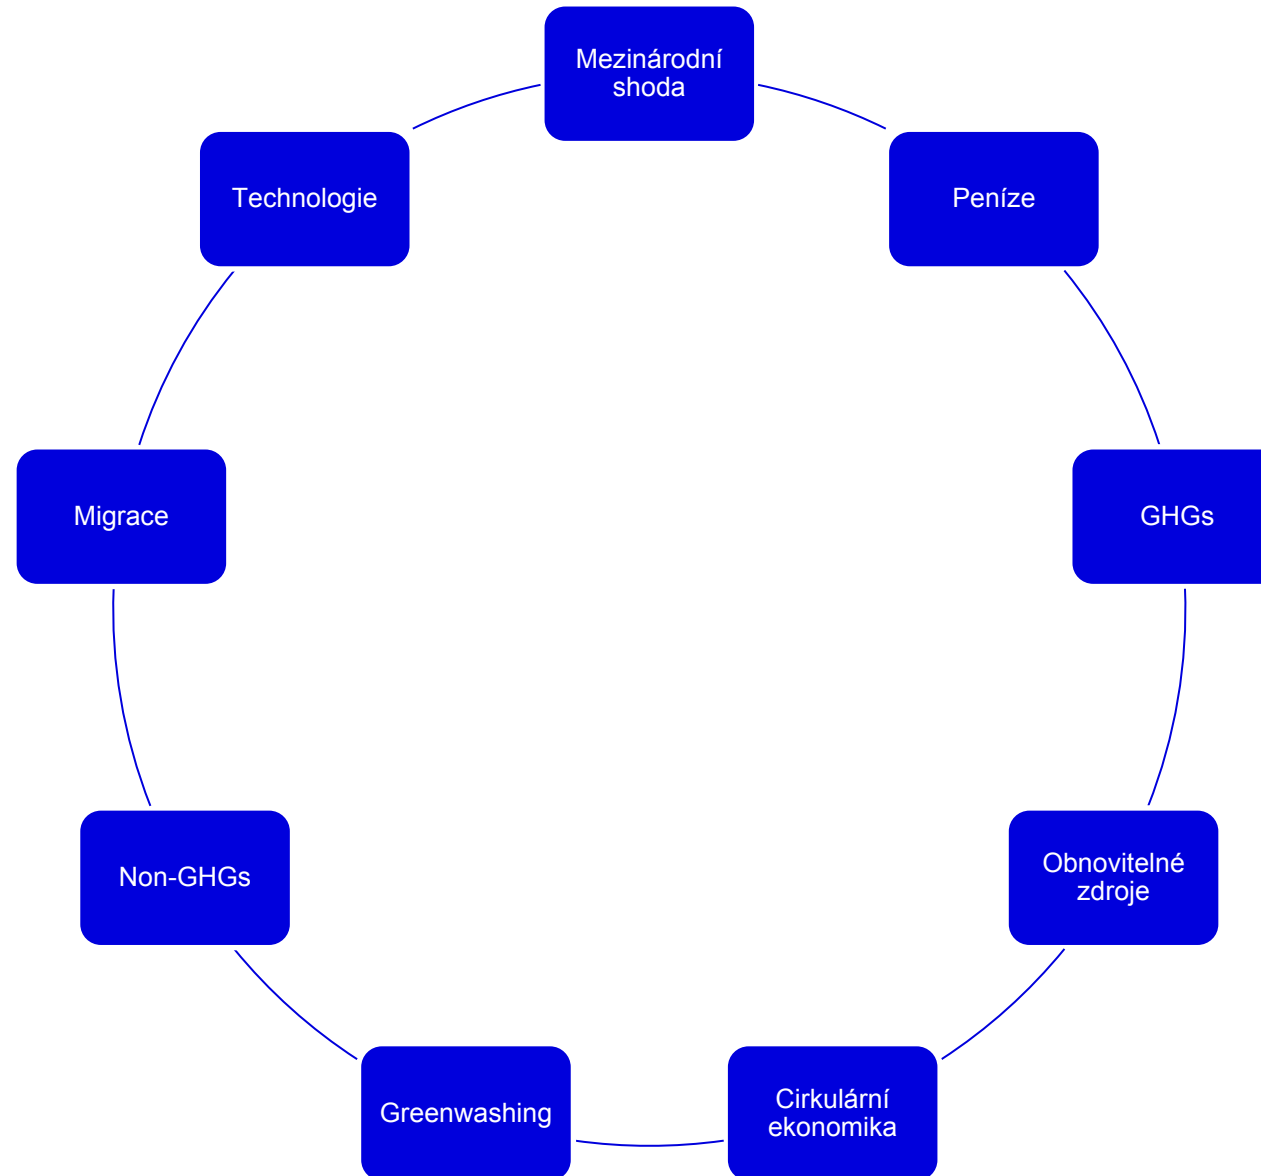 Mezinárodní
shoda
Peníze
GHGs
Obnovitelné
zdroje
Cirkulární
ekonomika
Greenwashing
Non-GHGs
Migrace
Technologie